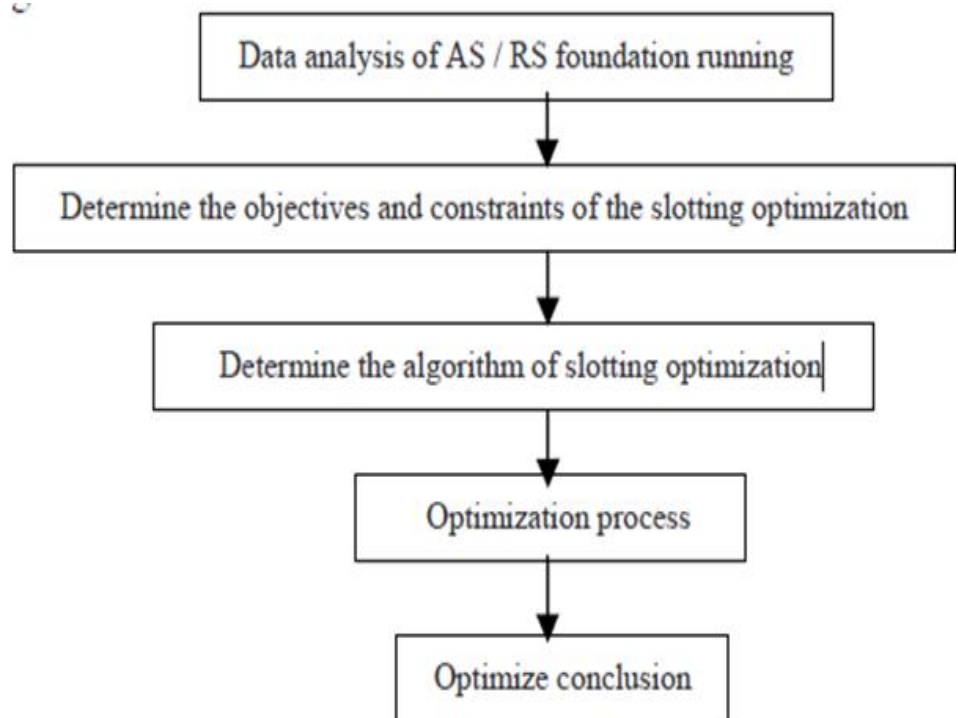 Data analysis of AS / RS foundation running
Determine the objectives and constraints of the slotting optimization
Determine the algorithm of slotting optimization
Optimization process
Optimize conclusion